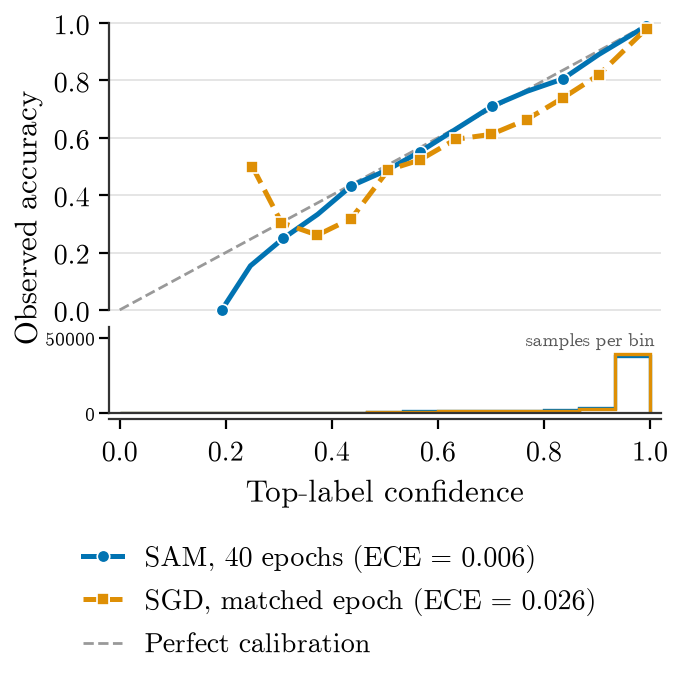 1.0
0.8
0.6
0.4
0.2
0.0
Observed accuracy
50000
0
samples per bin
0.0 0.2 0.4 0.6 0.8 1.0
Top-label confidence
SAM, 40 epochs (ECE = 0.006)
SGD, matched epoch (ECE = 0.026)
Perfect calibration